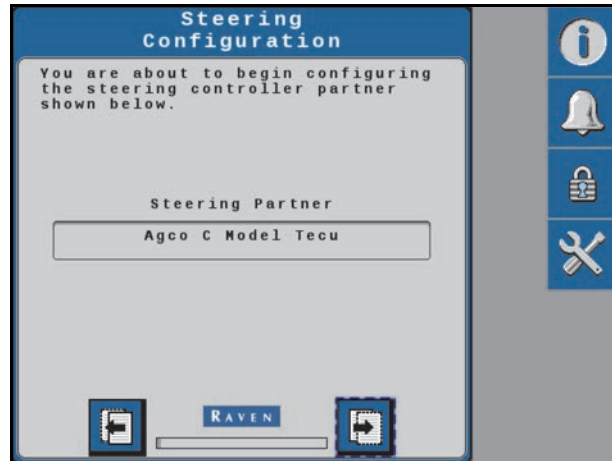 Steering
Configuration
You are about to begin configuring
the steering controller partner
shown below.
Steering Partner
Agco C Model Tecu
RAVEN